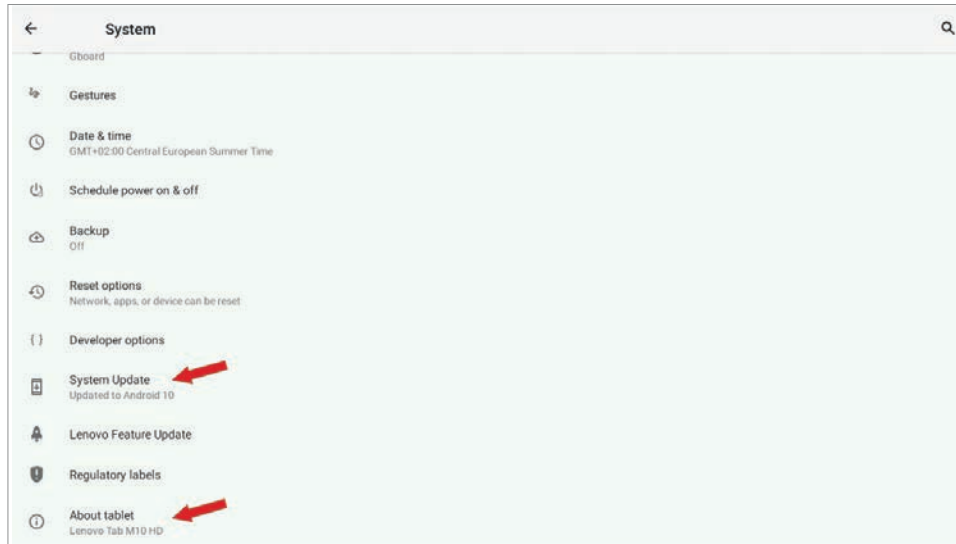 System
Gboard
Gestures
Date & time
GMT+02:00 Central European Summer Time
Schedule power on & off
Backup
Off
Reset options
Network, apps, or device can be reset
{ } Developer options
System Update
Updated to Android 10
Lenovo Feature Update
Regulatory labels
About tablet
Lenovo Tab M10 HD